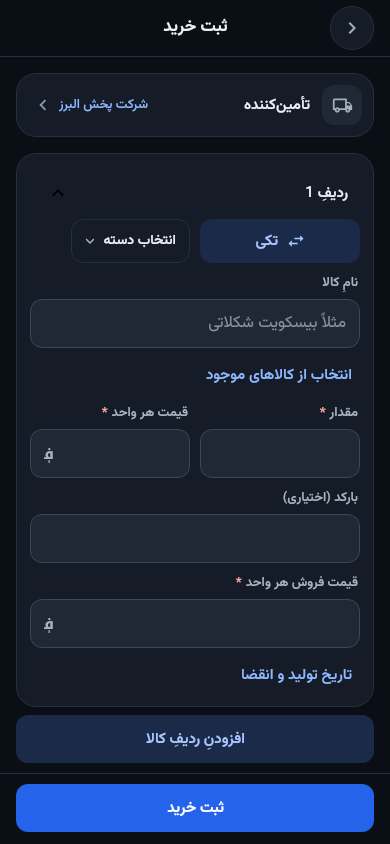 ثبت خرید
تأمین‌کننده
شرکت پخش البرز
ردیفِ 1
تکی
انتخاب دسته
نامِ کالا
مثلاً بیسکویت شکلاتی
انتخاب از کالاهای موجود
مقدار *
قیمت هر واحد *
؋
بارکد (اختیاری)
قیمت فروش هر واحد *
؋
تاریخ تولید و انقضا
افزودنِ ردیفِ کالا
ثبت خرید